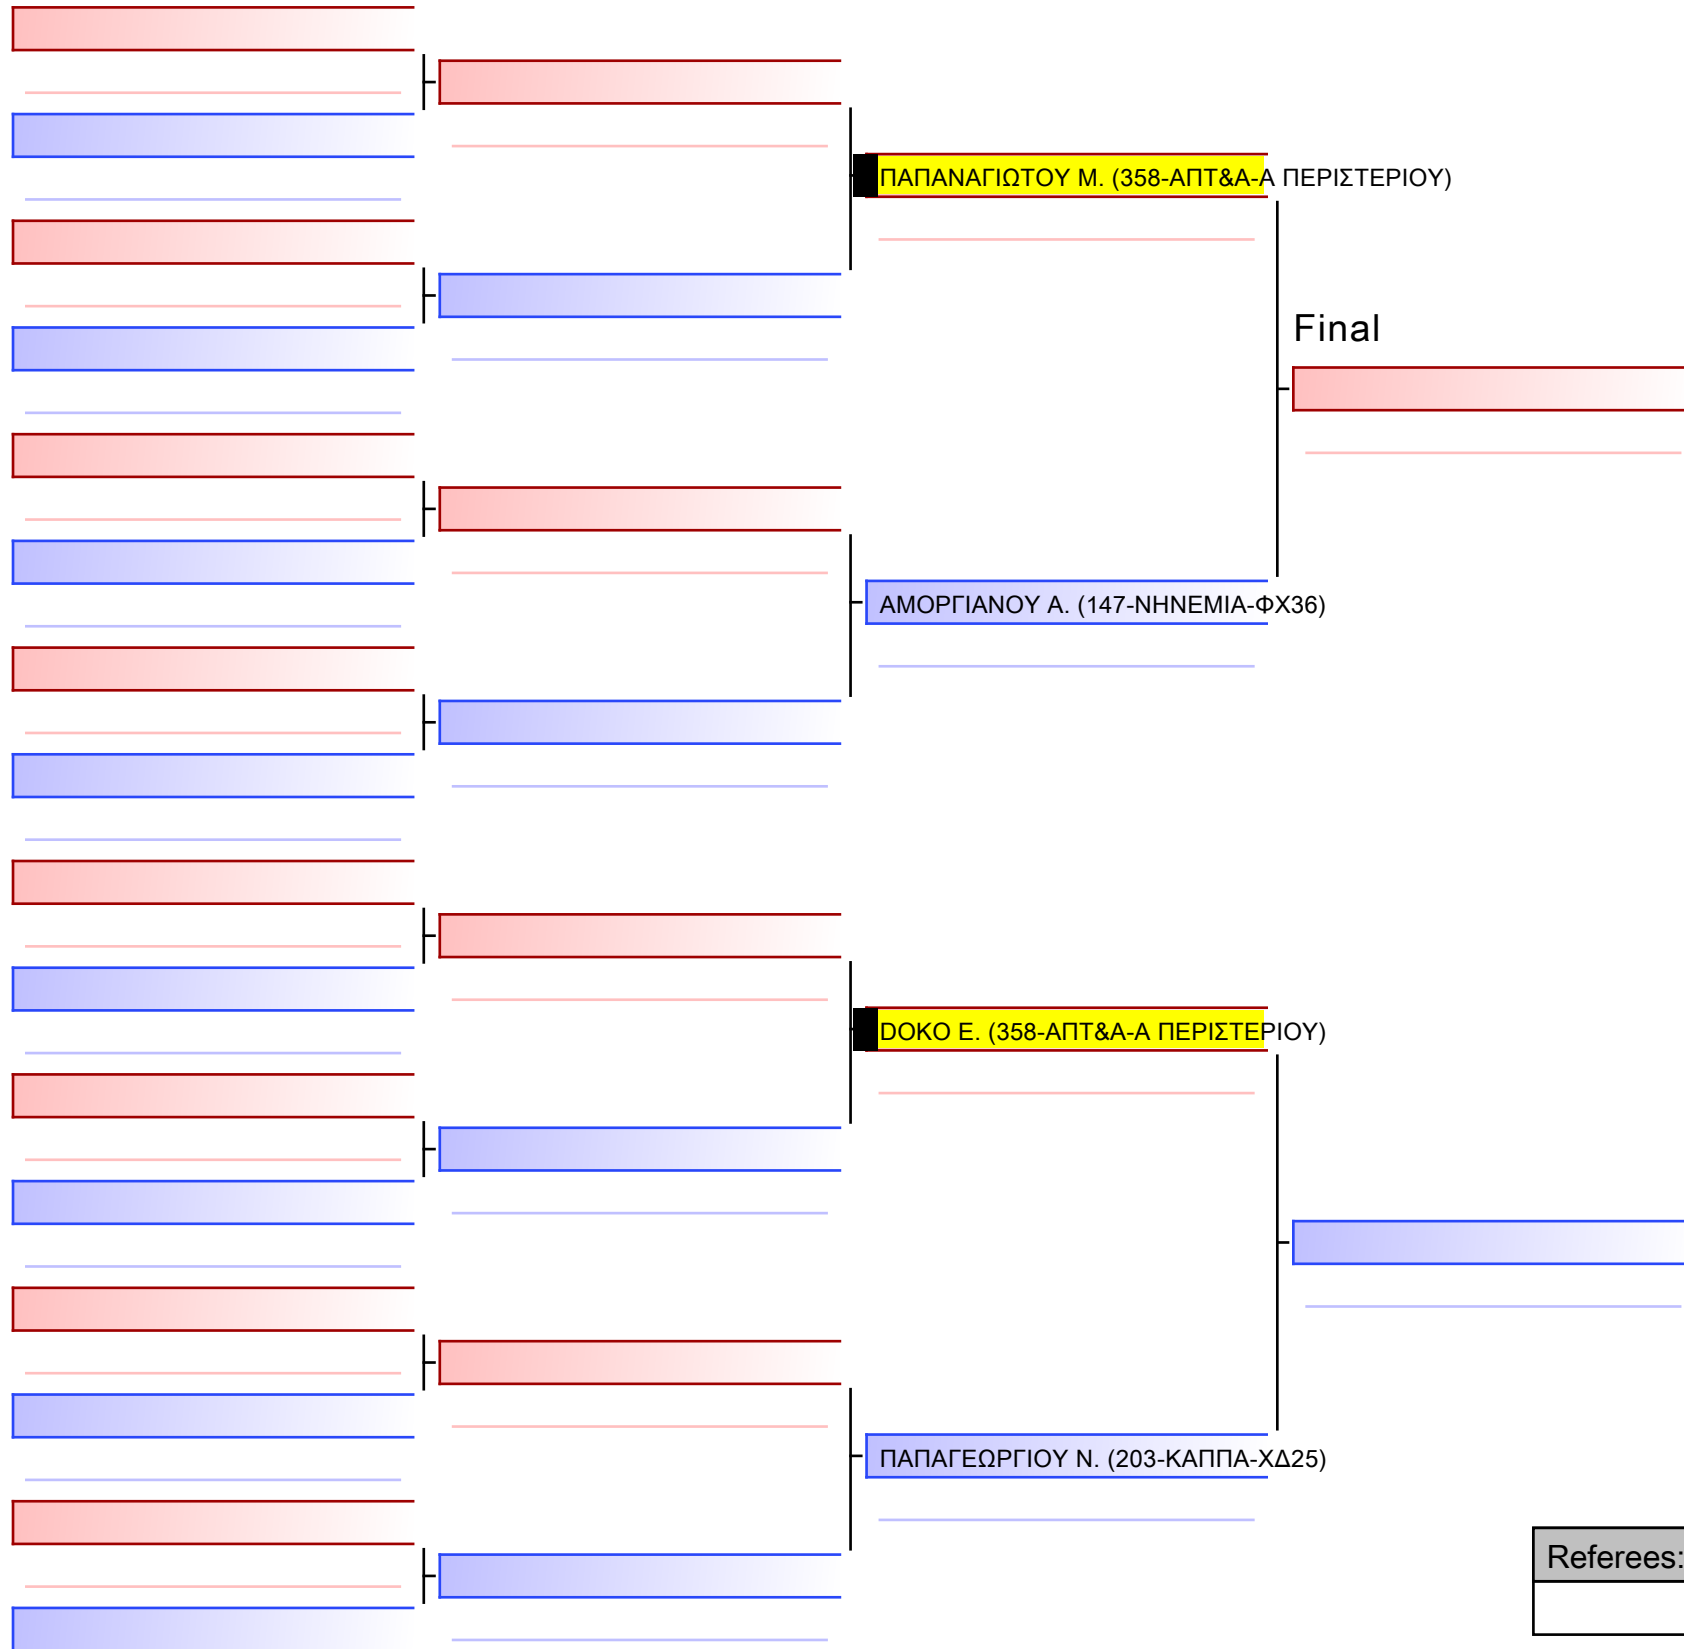 ΠΑΠΑΝΑΓΙΩΤΟΥ Μ. (358-ΑΠΤ&Α-Α ΠΕΡΙΣΤΕΡΙΟΥ)
Final
ΑΜΟΡΓΙΑΝΟΥ Α. (147-ΝΗΝΕΜΙΑ-ΦΧ36)
DOKO E. (358-ΑΠΤ&Α-Α ΠΕΡΙΣΤΕΡΙΟΥ)
ΠΑΠΑΓΕΩΡΓΙΟΥ Ν. (203-ΚΑΠΠΑ-ΧΔ25)
Referees: